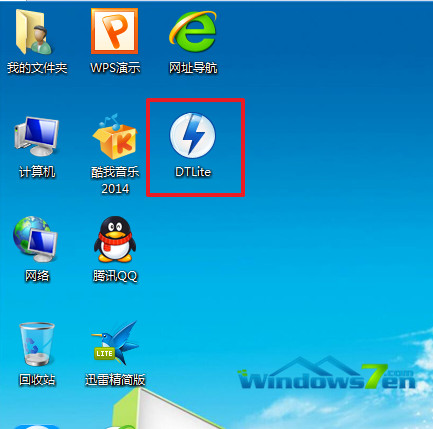 我的文件夹
WPS演示
网址导航
计算机
酷我音乐
2014
DTLite
网络
腾讯QQ
LITE
回收站
迅雷精简版
Windows7en.com